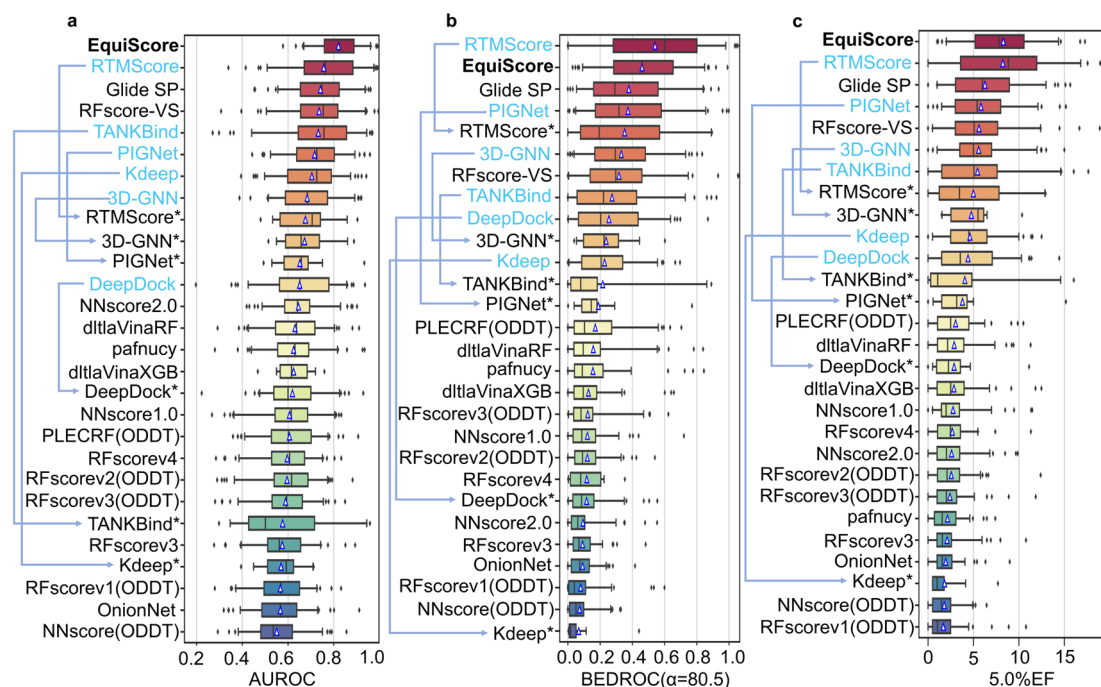 a
EquiScore
RTMScore
Glide SP
RFscore-VS
TANKBind
PIGNet
Kdeep
3D-GNN
RTMScore*
3D-GNN*
PIGNet*
DeepDock
NNscore2.0
dltlaVinaRF
pafnucy
dltlaVinaXGB
DeepDock*
NNscore1.0
PLECRF(ODDT)
RFscorev4
RFscorev2(ODDT)
RFscorev3(ODDT)
TANKBind*
RFscorev3
Kdeep*
RFscorev1(ODDT)
OnionNet
NNscore(ODDT)
0.2 0.4 0.6 0.8 1.0
AUROC
b
RTMScore
EquiScore
Glide SP
PIGNet
RTMScore*
3D-GNN
RFscore-VS
TANKBind
DeepDock
3D-GNN*
Kdeep
TANKBind*
PIGNet*
PLECRF(ODDT)
dltlaVinaRF
pafnucy
dltlaVinaXGB
RFscorev3(ODDT)
NNscore1.0
RFscorev2(ODDT)
RFscorev4
DeepDock*
NNscore2.0
RFscorev3
OnionNet
RFscorev1(ODDT)
NNscore(ODDT)
Kdeep*
0.0 0.2 0.4 0.6 0.8 1.0
BEDROC(α=80.5)
c
EquiScore
RTMScore
Glide SP
PIGNet
RFscore-VS
3D-GNN
TANKBind
RTMScore*
3D-GNN*
Kdeep
DeepDock
TANKBind*
PIGNet*
PLECRF(ODDT)
dltlaVinaRF
DeepDock*
dltlaVinaXGB
NNscore1.0
RFscorev4
NNscore2.0
RFscorev2(ODDT)
RFscorev3(ODDT)
pafnucy
RFscorev3
OnionNet
Kdeep*
NNscore(ODDT)
RFscorev1(ODDT)
0 5 10 15
5.0%EF